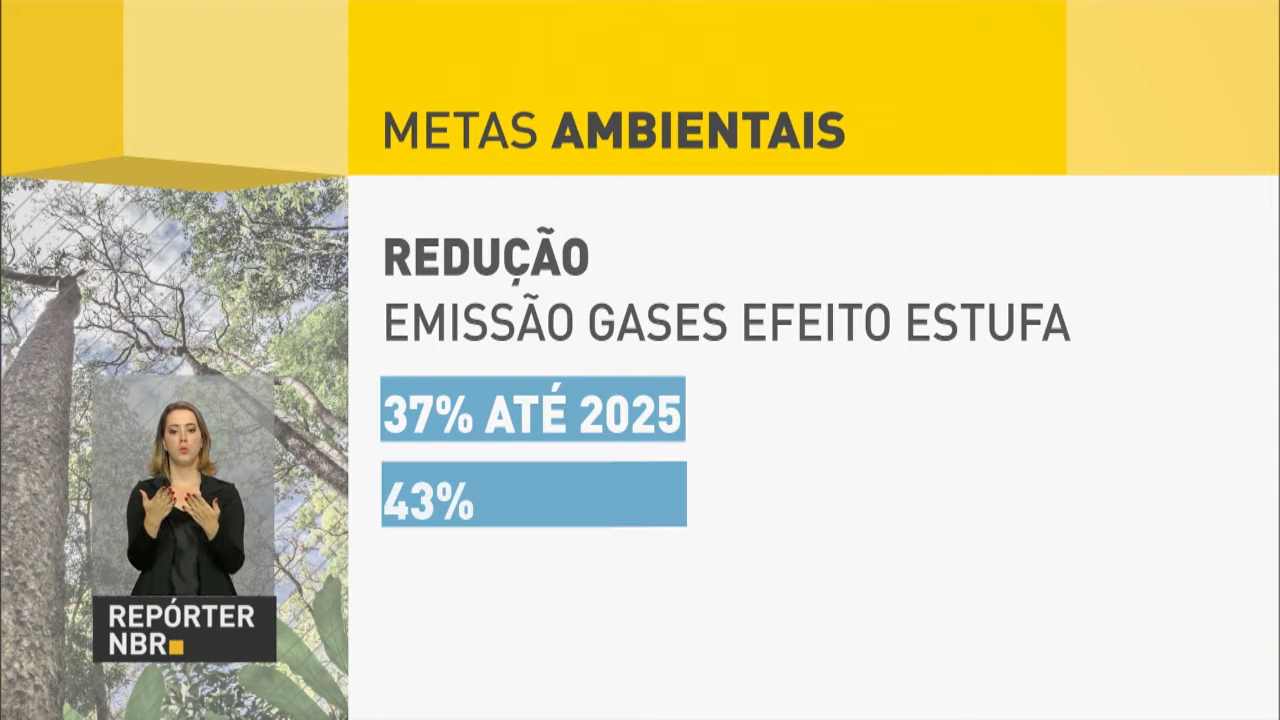 METAS AMBIENTAIS
REDUÇÃO
EMISSÃO GASES EFEITO ESTUFA
37% ATÉ 2025
43%
REPÓRTER
NBR